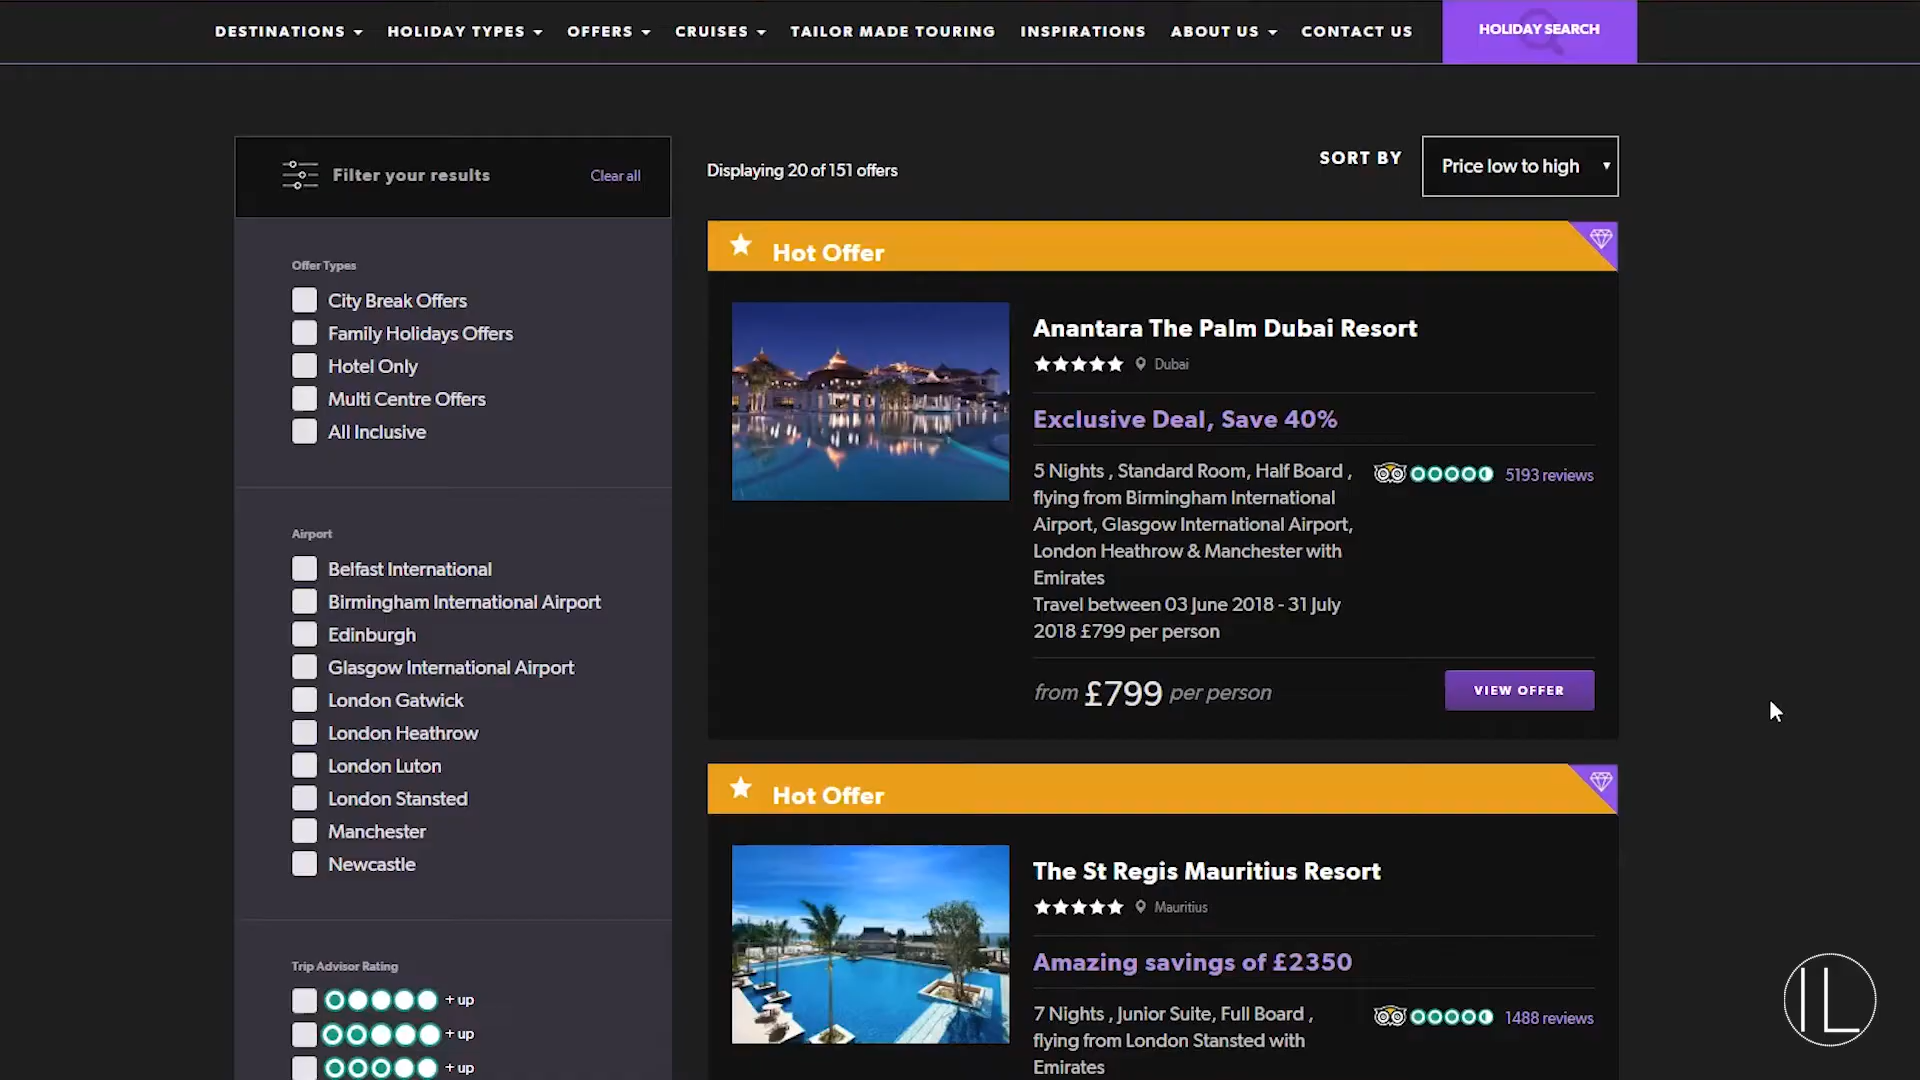 DESTINATIONS HOLIDAY TYPES OFFERS CRUISES TAILOR MADE TOURING INSPIRATIONS ABOUT US CONTACT US HOLIDAY SEARCH
Filter your results Clear all
Offer Types
City Break Offers
Family Holidays Offers
Hotel Only
Multi Centre Offers
All Inclusive
Airport
Belfast International
Birmingham International Airport
Edinburgh
Glasgow International Airport
London Gatwick
London Heathrow
London Luton
London Stansted
Manchester
Newcastle
Trip Advisor Rating
+ up
+ up
+ up
Displaying 20 of 151 offers
SORT BY
Price low to high
Hot Offer
Anantara The Palm Dubai Resort
Dubai
Exclusive Deal, Save 40%
5 Nights , Standard Room, Half Board ,
flying from Birmingham International
Airport, Glasgow International Airport,
London Heathrow & Manchester with
Emirates
Travel between 03 June 2018 - 31 July
2018 £799 per person
5193 reviews
from £799 per person
VIEW OFFER
Hot Offer
The St Regis Mauritius Resort
Mauritius
Amazing savings of £2350
7 Nights , Junior Suite, Full Board ,
flying from London Stansted with
Emirates
1488 reviews
IL